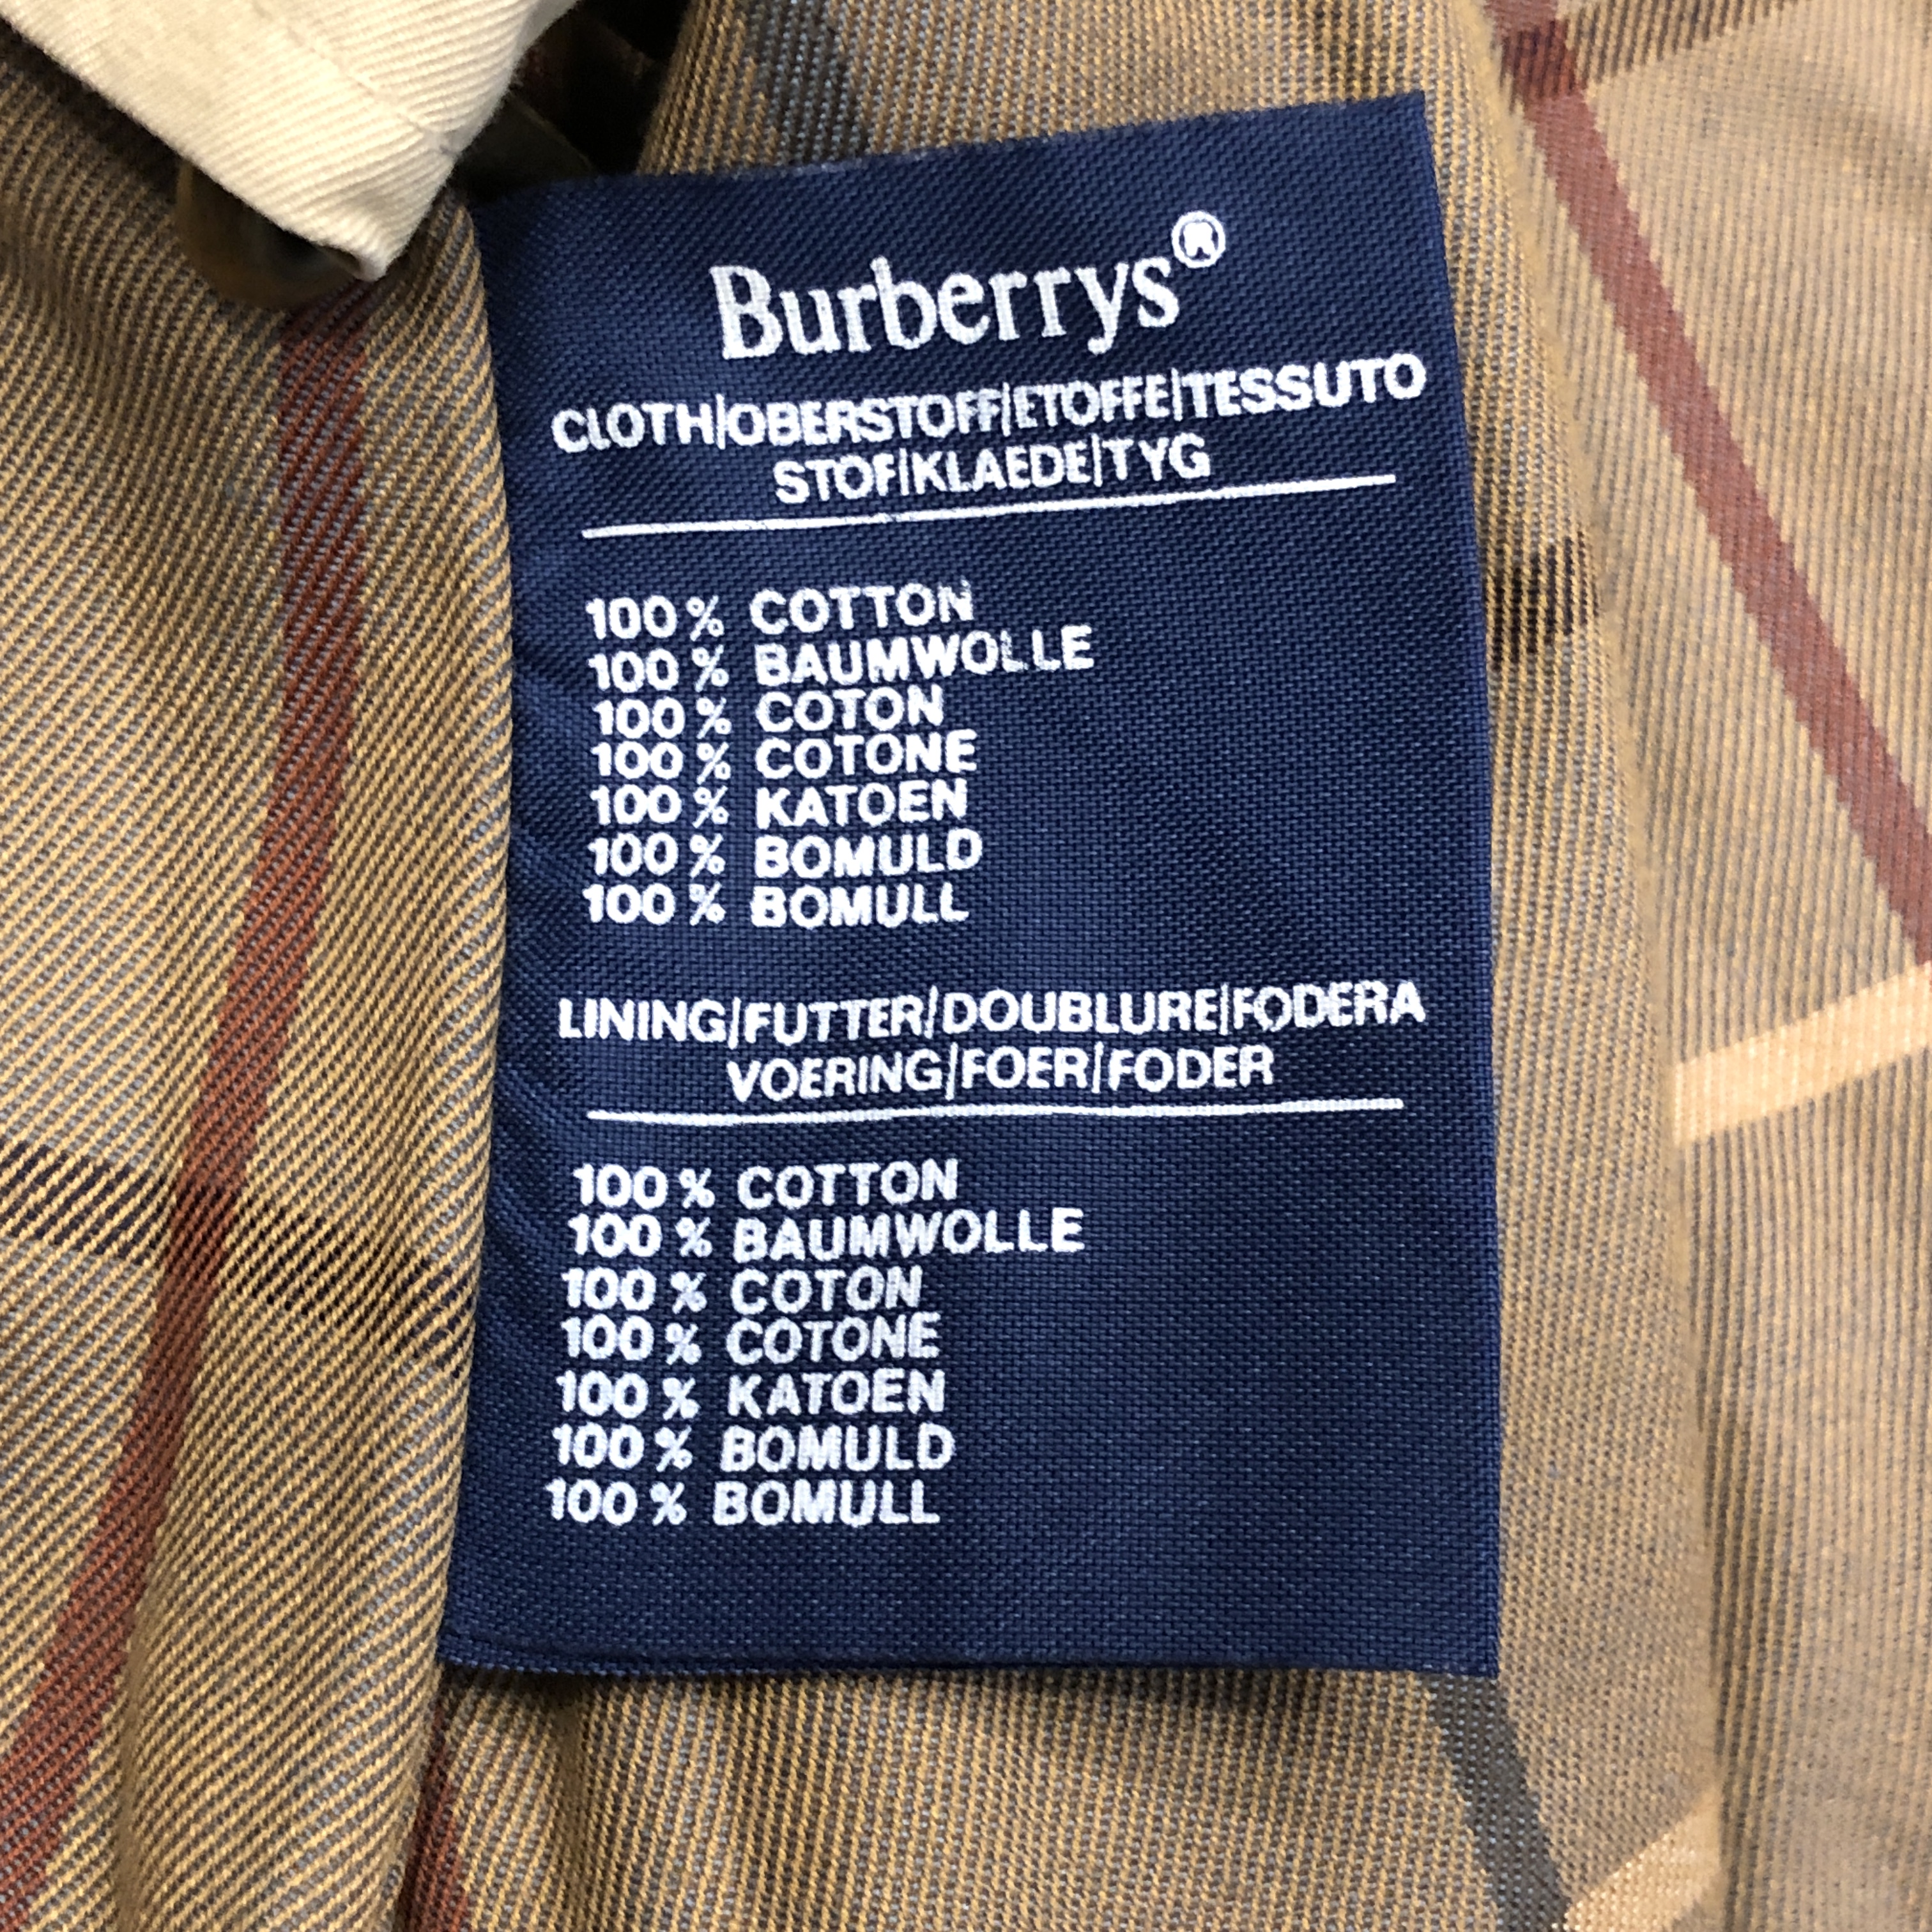 Burberrys®
CLOTH/OBERSTOFF/ETOFFE/TESSUTO
STOF/KLAEDE/TYG
100% COTTON
100% BAUMWOLLE
100% COTON
100% COTONE
100% KATOEN
100% BOMULD
100% BOMULL
LINING/FUTTER/DOUBLURE/FODERA
VOERING/FOER/FODER
100% COTTON
100% BAUMWOLLE
100% COTON
100% COTONE
100% KATOEN
100% BOMULD
100% BOMULL